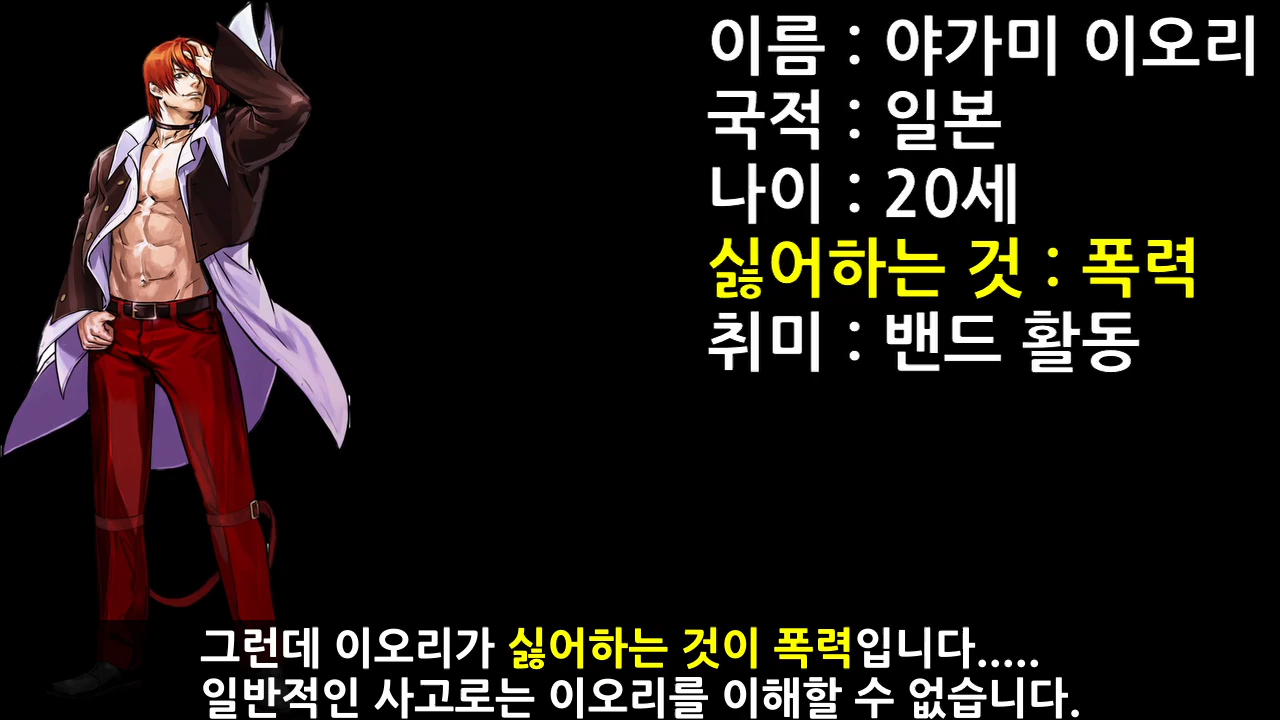 이름 : 야가미 이오리
국적 : 일본
나이 : 20세
싫어하는 것 : 폭력
취미 : 밴드 활동
그런데 이오리가 싫어하는 것이 폭력입니다.....
일반적인 사고로는 이오리를 이해할 수 없습니다.